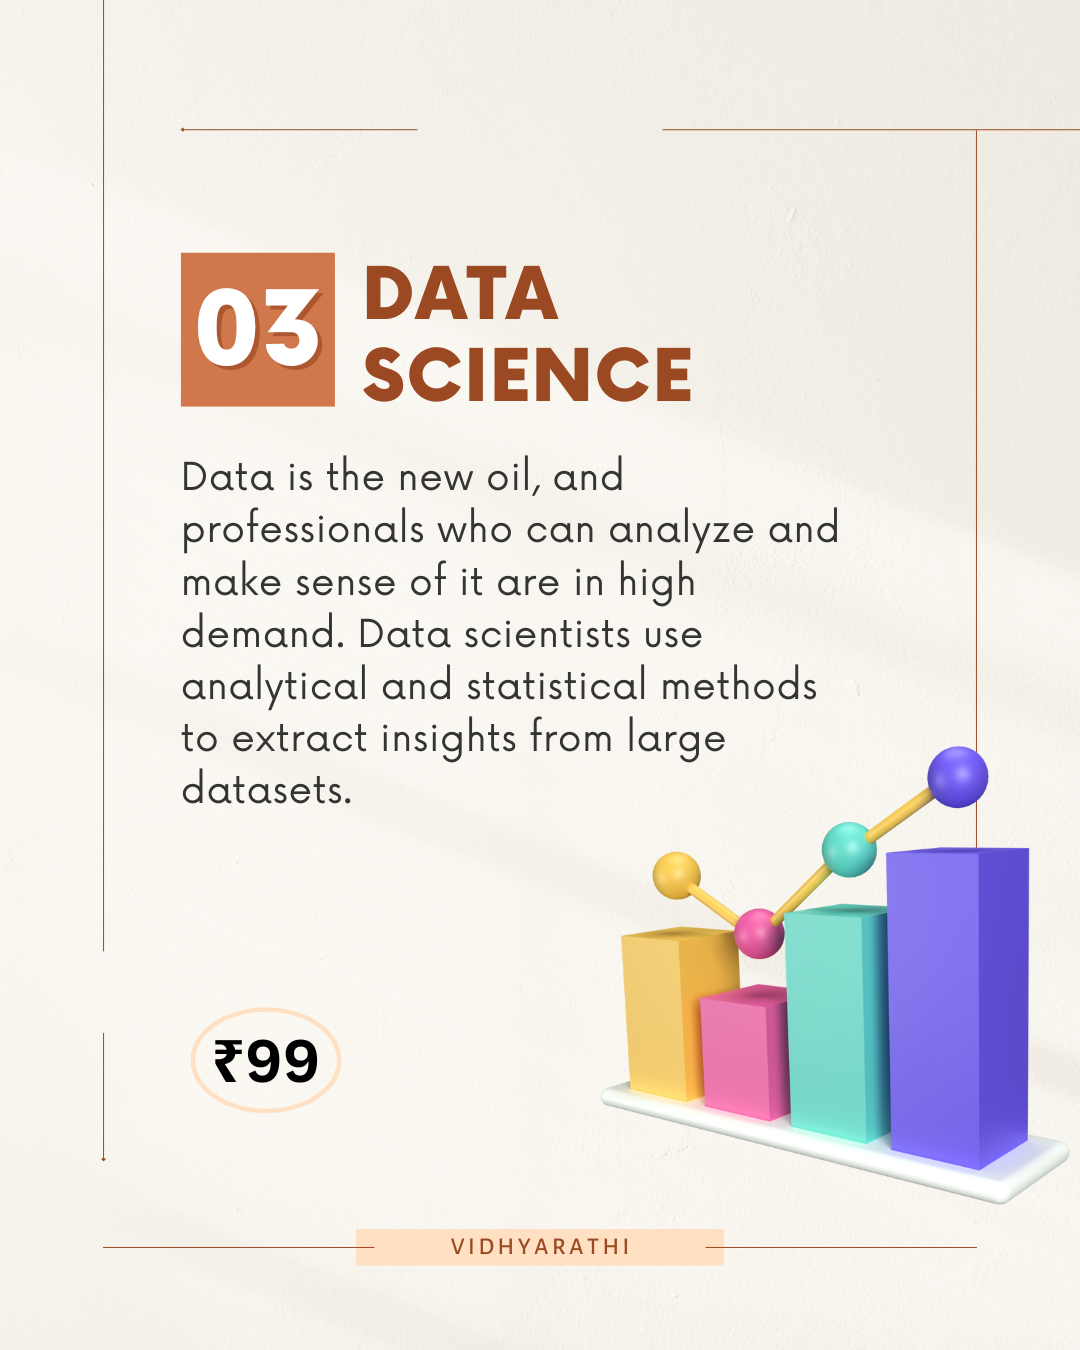 03
DATA
SCIENCE
Data is the new oil, and
professionals who can analyze and
make sense of it are in high
demand. Data scientists use
analytical and statistical methods
to extract insights from large
datasets.
₹99
VIDHYARATHI